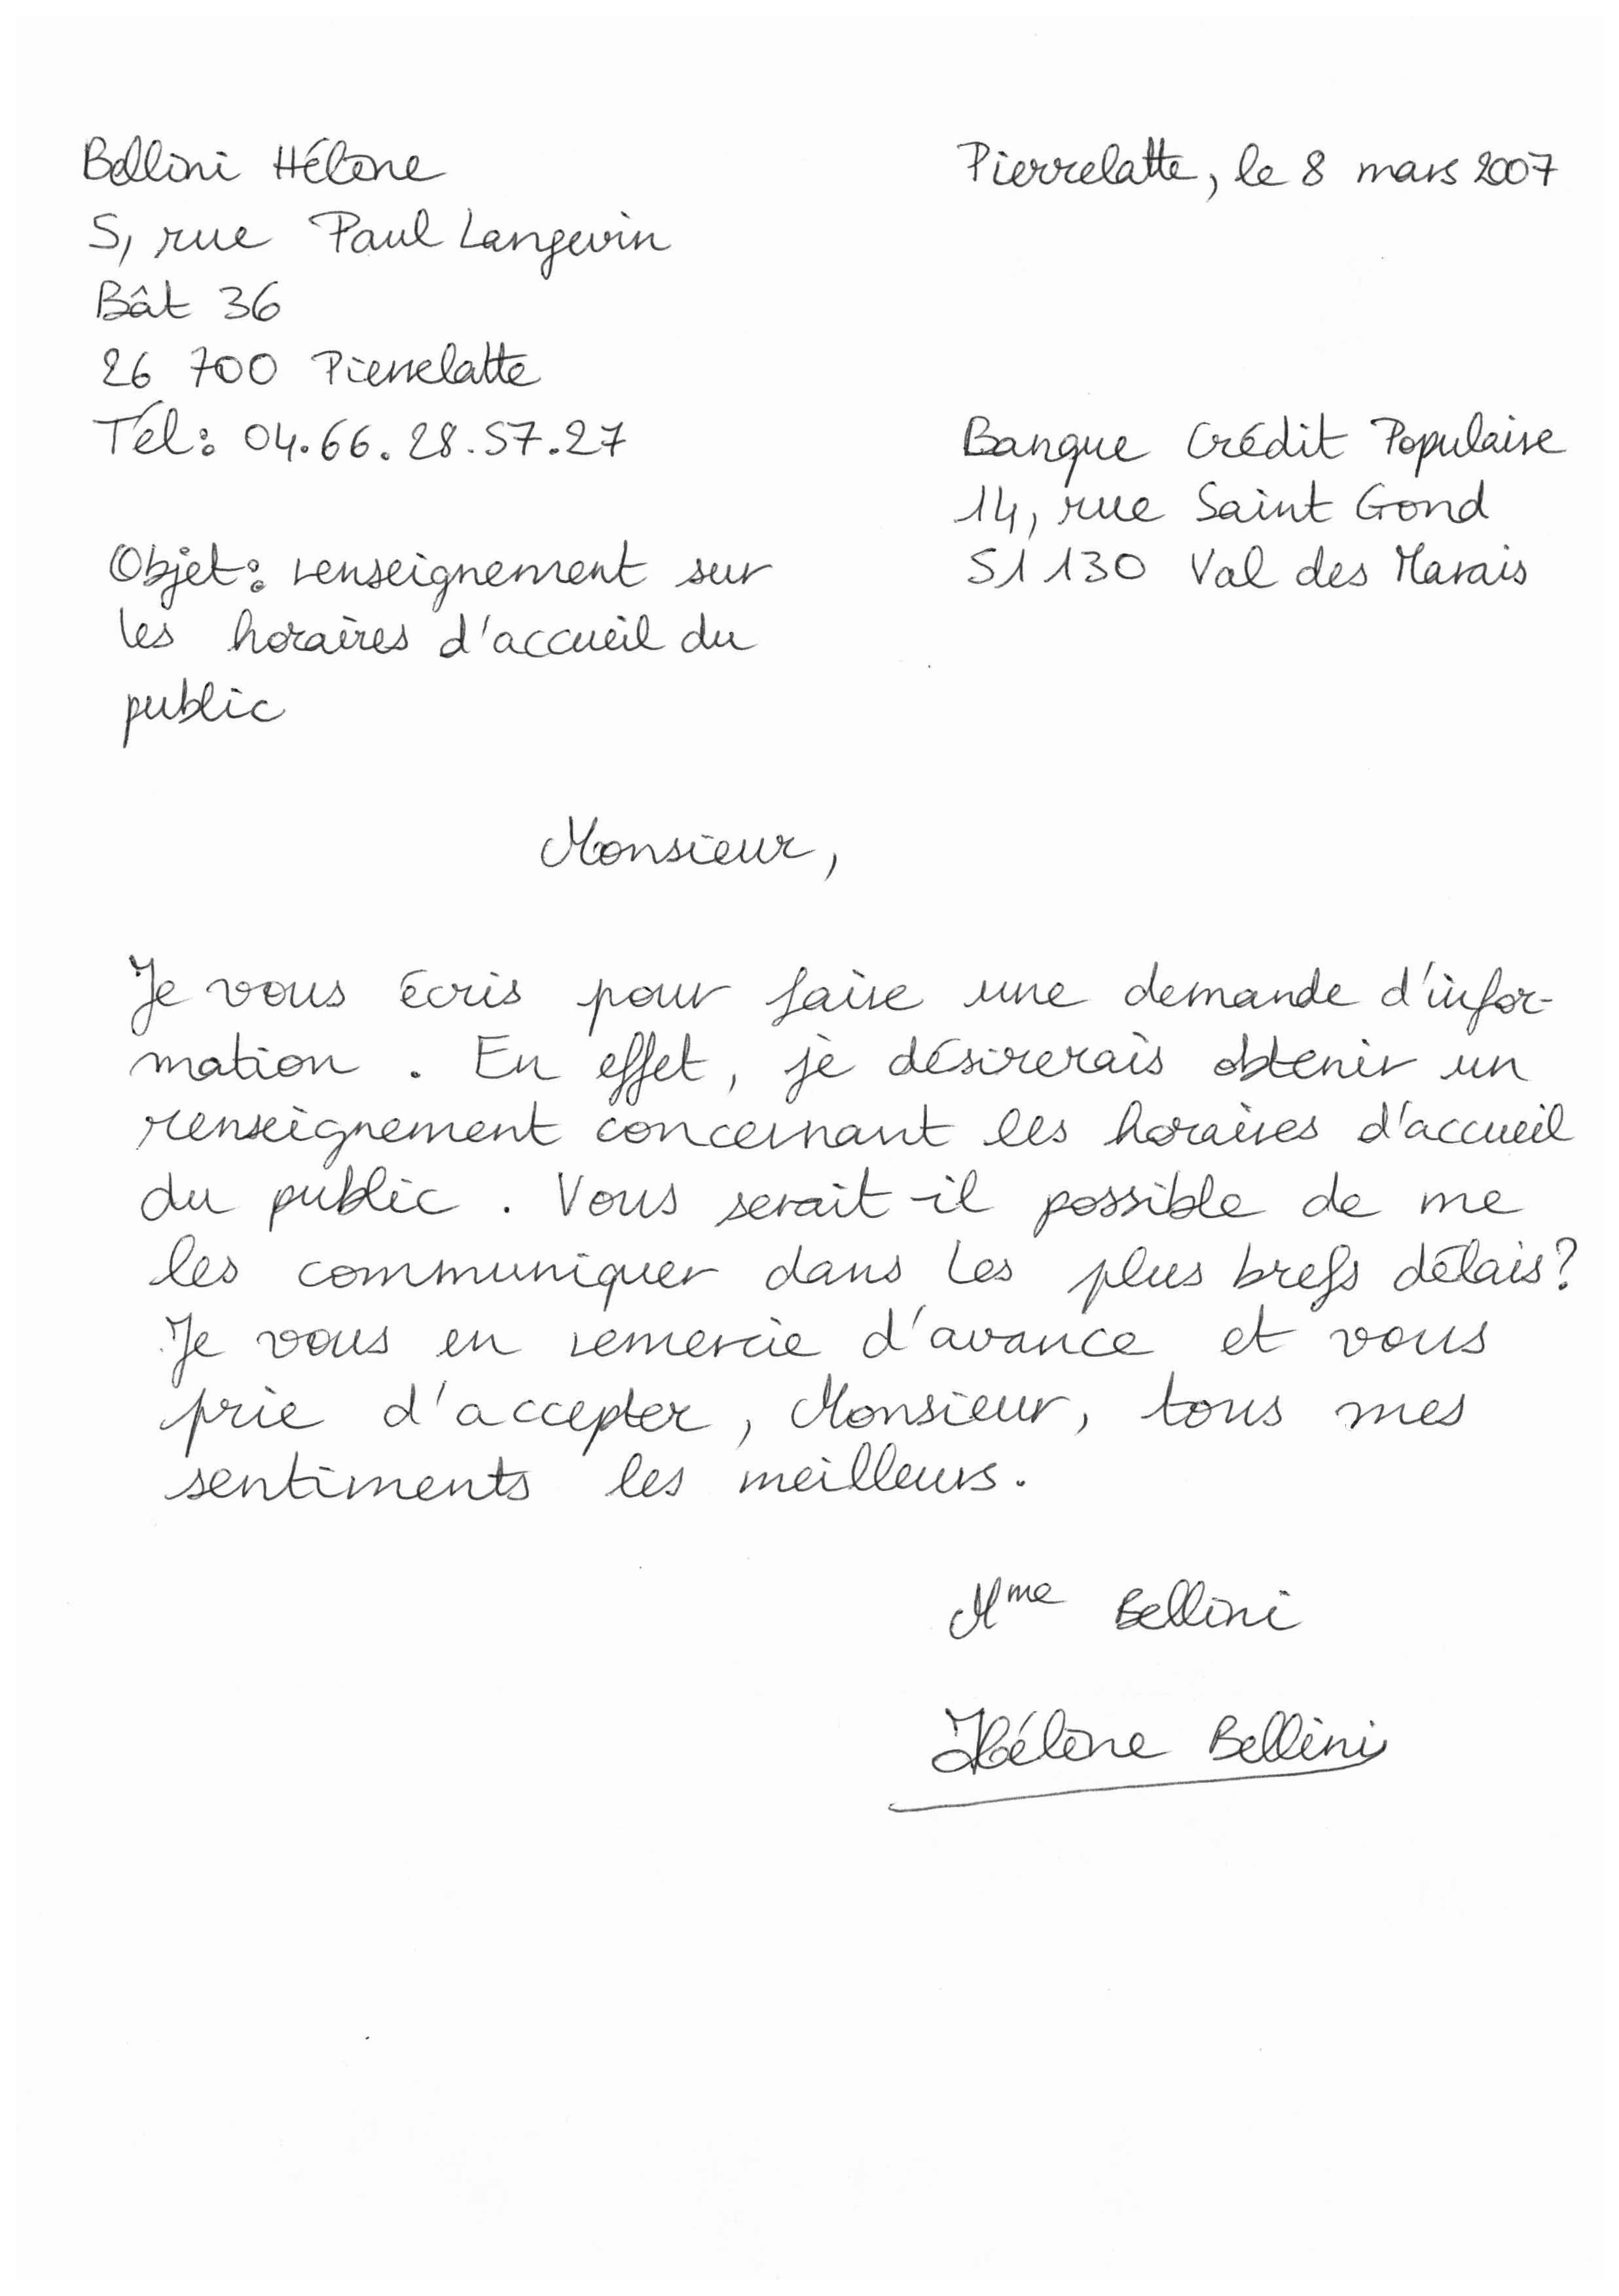 Bellini Hélène
5, rue Paul Langevin
Bât 36
26 700 Pierrelatte
Tél: 04.66.28.57.27
Objet: renseignement sur
les horaires d'accueil du
public
Pierrelatte, le 8 mars 2007
Banque Crédit Populaire
14, rue Saint Gond
51 130 Val des Marais
Monsieur,
Je vous écris pour faire une demande d'infor-
mation. En effet, je désirerais obtenir un
renseignement concernant les horaires d'accueil
du public. Vous serait-il possible de me
les communiquer dans les plus brefs délais?
Je vous en remercie d'avance et vous
prie d'accepter, Monsieur, tous mes
sentiments les meilleurs.
Mme Bellini
Hélène Bellini